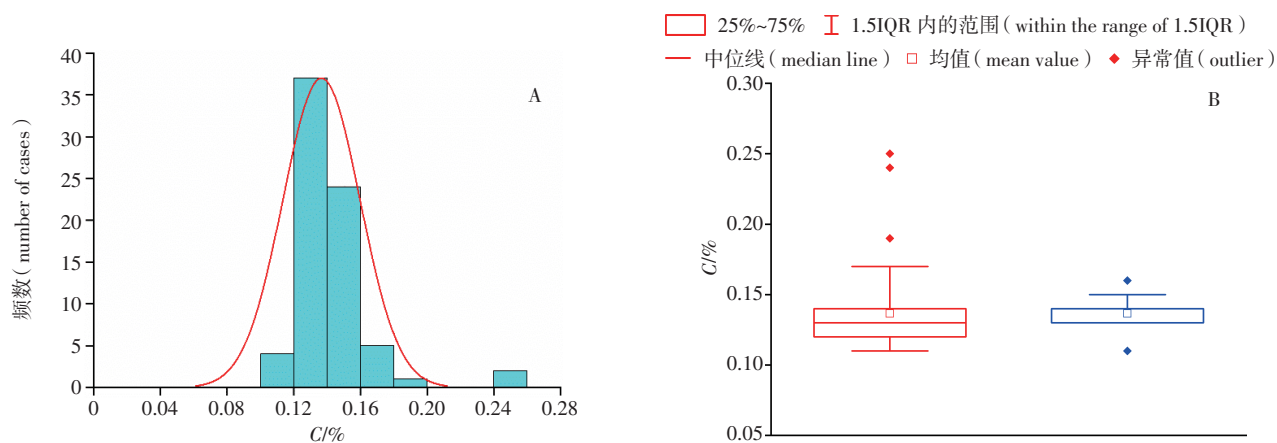 40
35
30
25
20
15
10
5
0
频数（number of cases）
A
0
0.04
0.08
0.12
0.16
0.20
0.24
0.28
C/%
25%~75%
1.5IQR 内的范围（within the range of 1.5IQR）
中位线（median line）
均值（mean value）
异常值（outlier）
0.30
0.25
0.20
0.15
0.10
0.05
C/%
B